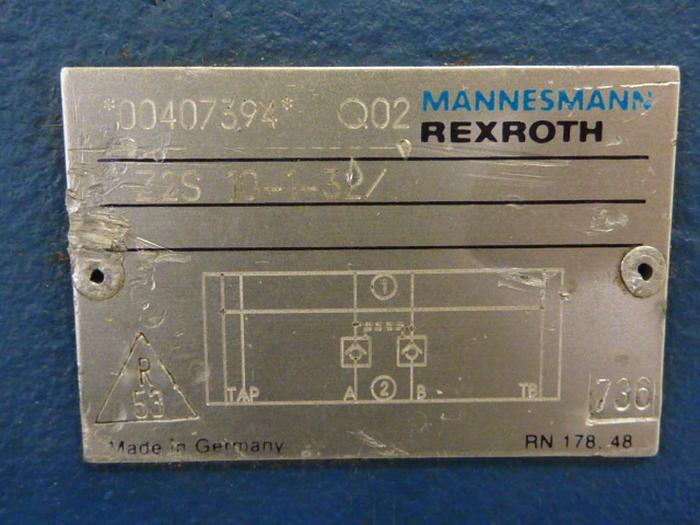 *00407394* Q02 MANNESMANN
REXROTH
Z2S 10-1-32/
1
R
53
TAP A 2 B TB
736
Made in Germany RN 178. 48